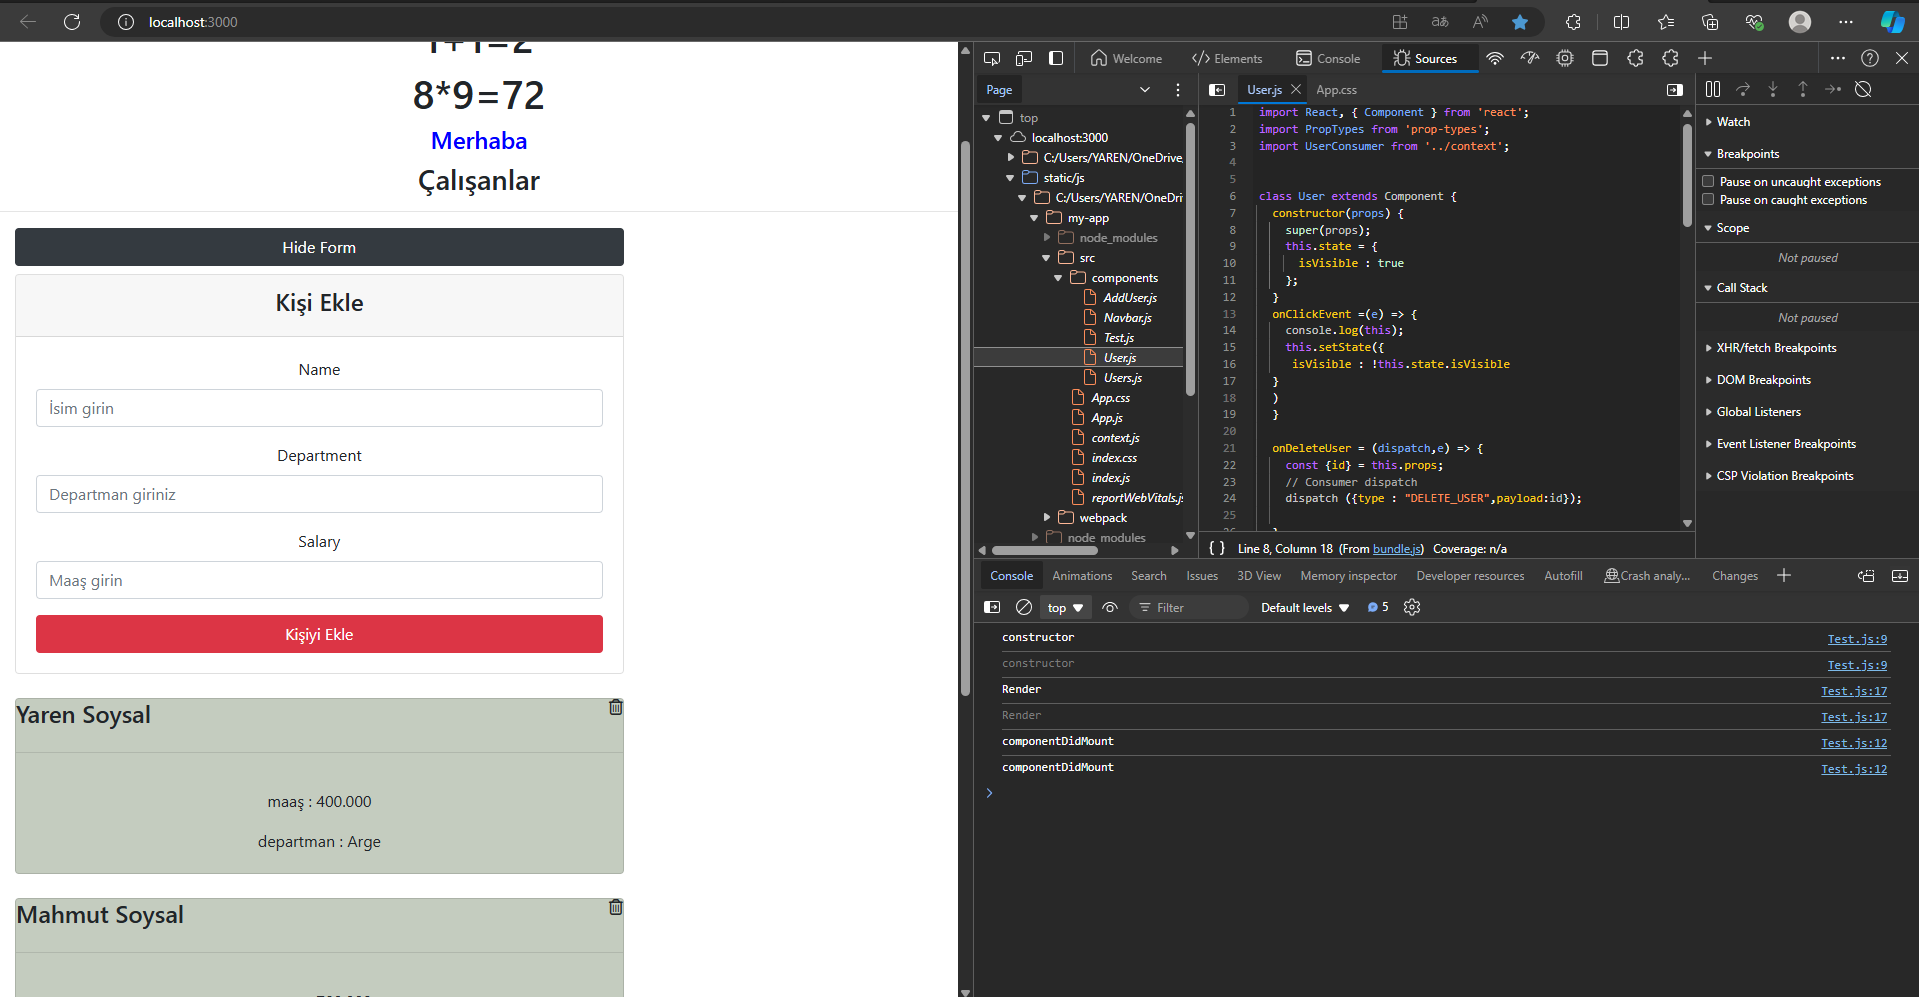 localhost:3000
1+1=2
8*9=72
Merhaba
Çalışanlar
Hide Form
Kişi Ekle
Name
İsim girin
Department
Departman giriniz
Salary
Maaş girin
Kişiyi Ekle
Yaren Soysal
maaş : 400.000
departman : Arge
Mahmut Soysal
Welcome
Elements
Console
Sources
Page
top
localhost:3000
C:/Users/YAREN/OneDrive
static/js
C:/Users/YAREN/OneDri
my-app
node_modules
src
components
AddUser.js
Navbar.js
Test.js
User.js
Users.js
App.css
App.js
context.js
index.css
index.js
reportWebVitals.js
webpack
node_modules
User.js
App.css
1 import React, { Component } from 'react';
2 import PropTypes from 'prop-types';
3 import UserConsumer from '../context';
4
5
6 class User extends Component {
7 constructor(props) {
8 super(props);
9 this.state = {
10 isVisible : true
11 };
12 }
13 onClickEvent =(e) => {
14 console.log(this);
15 this.setState({
16 isVisible : !this.state.isVisible
17 }
18 )
19 }
20
21 onDeleteUser = (dispatch,e) => {
22 const {id} = this.props;
23 // Consumer dispatch
24 dispatch ({type : "DELETE_USER",payload:id});
25
{ } Line 8, Column 18 (From bundle.js) Coverage: n/a
Watch
Breakpoints
Pause on uncaught exceptions
Pause on caught exceptions
Scope
Not paused
Call Stack
Not paused
XHR/fetch Breakpoints
DOM Breakpoints
Global Listeners
Event Listener Breakpoints
CSP Violation Breakpoints
Console Animations Search Issues 3D View Memory inspector Developer resources Autofill Crash analy... Changes
top Filter Default levels 5
constructor Test.js:9
constructor Test.js:9
Render Test.js:17
Render Test.js:17
componentDidMount Test.js:12
componentDidMount Test.js:12